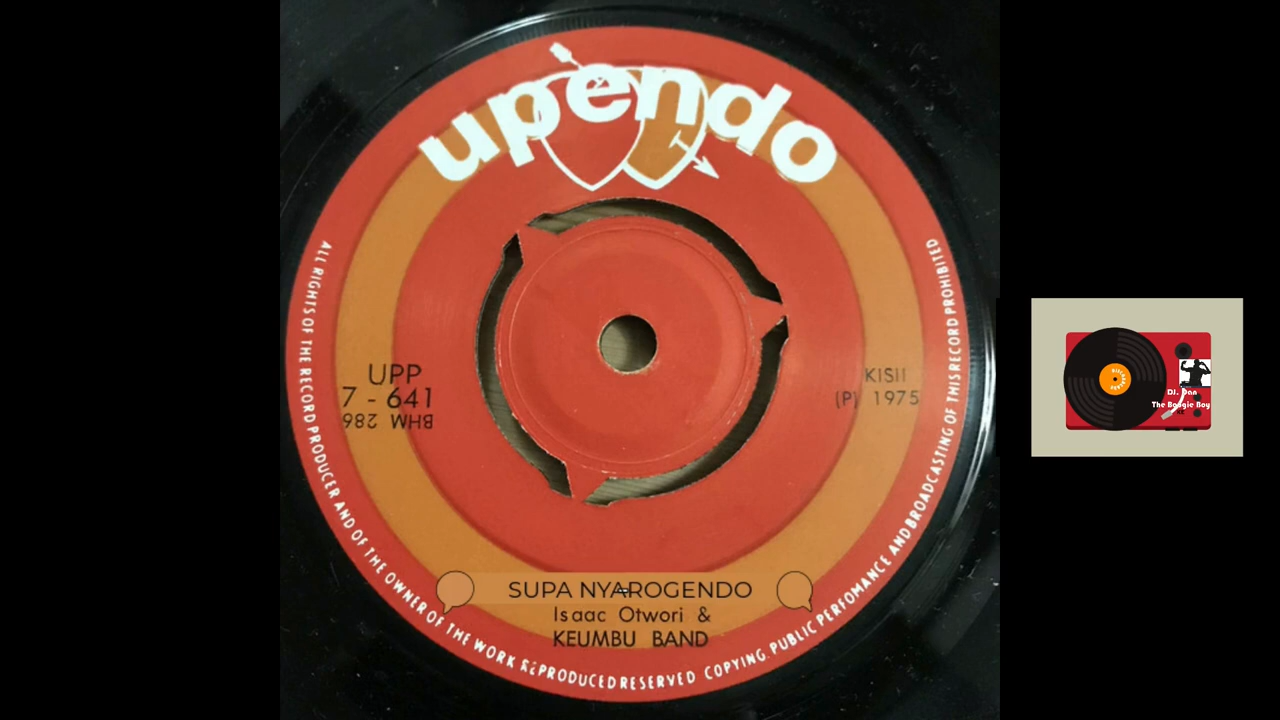 upendo
ALL RIGHTS OF THE RECORD PRODUCER AND OF THE OWNER OF THE WORK REPRODUCED RESERVED COPYING, PUBLIC PERFOMANCE AND BROADCASTING OF THIS RECORD PROHIBITED
UPP
7 - 641
BHM 286
KISII
(P) 1975
SUPA NYAROGENDO
Isaac Otwori &
KEUMBU BAND
DJ. Dan
The Boogie Boy